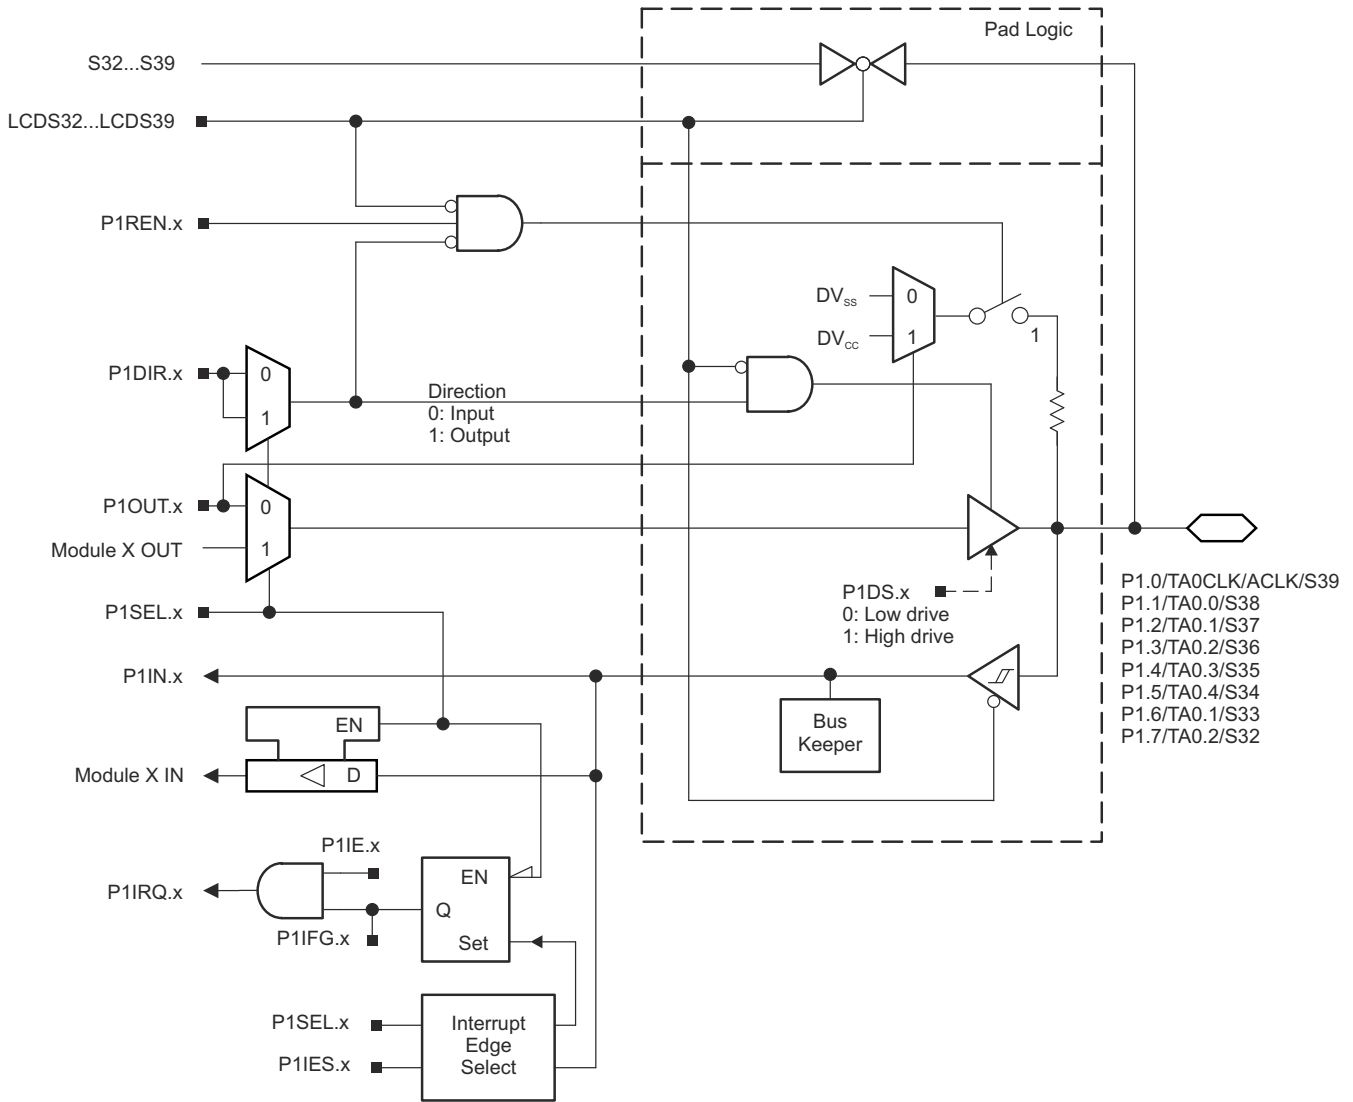 Pad Logic
S32...S39
LCDS32...LCDS39
P1REN.x
DVSS
0
DVCC
1
1
P1DIR.x
0
1
Direction
0: Input
1: Output
P1OUT.x
0
Module X OUT
1
P1DS.x
0: Low drive
1: High drive
P1SEL.x
P1.0/TA0CLK/ACLK/S39
P1.1/TA0.0/S38
P1.2/TA0.1/S37
P1.3/TA0.2/S36
P1.4/TA0.3/S35
P1.5/TA0.4/S34
P1.6/TA0.1/S33
P1.7/TA0.2/S32
P1IN.x
Bus
Keeper
EN
Module X IN
D
P1IE.x
P1IRQ.x
EN
Q
Set
P1IFG.x
P1SEL.x
P1IES.x
Interrupt
Edge
Select